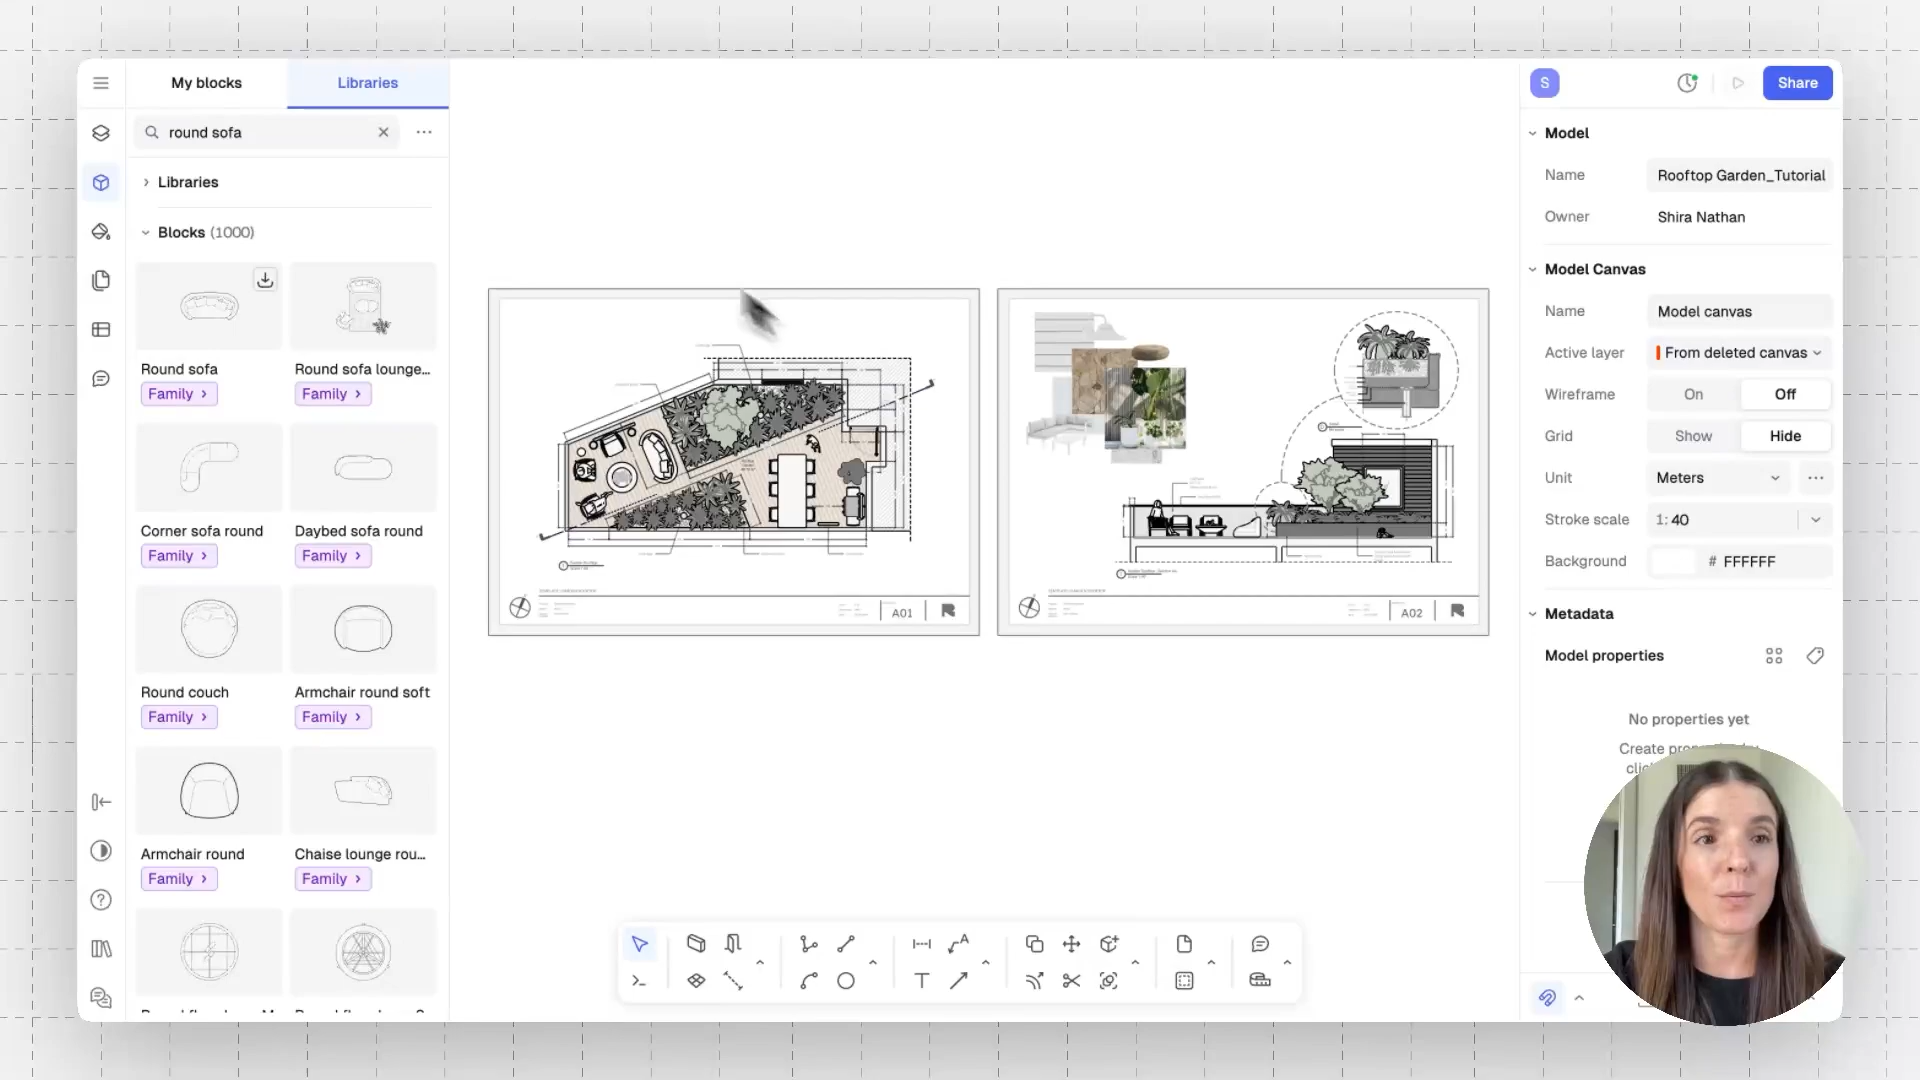 My blocks
Libraries
round sofa
Libraries
Blocks (1000)
Round sofa
Round sofa lounge...
Family
Family
Corner sofa round
Daybed sofa round
Family
Family
Round couch
Armchair round soft
Family
Family
Armchair round
Chaise lounge rou...
Family
Family
A01
A02
S
Share
Model
Name
Rooftop Garden_Tutorial
Owner
Shira Nathan
Model Canvas
Name
Model canvas
Active layer
From deleted canvas
Wireframe
On
Off
Grid
Show
Hide
Unit
Meters
Stroke scale
1: 40
Background
# FFFFFF
Metadata
Model properties
No properties yet
Create